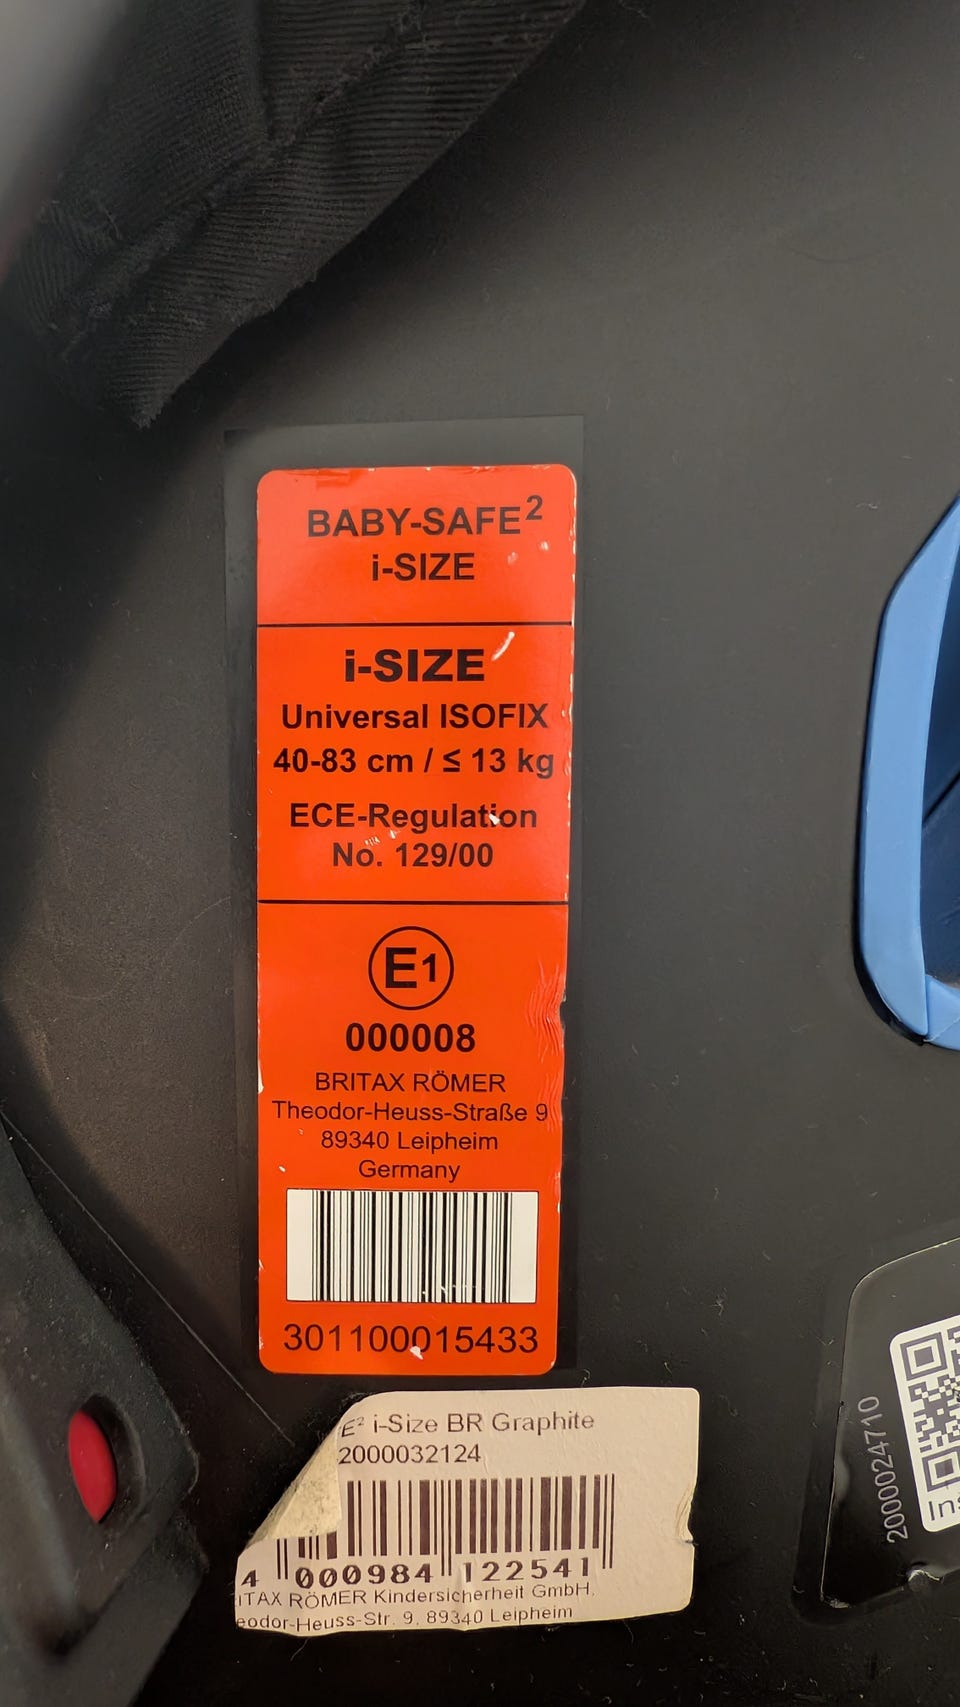 BABY-SAFE²
i-SIZE
i-SIZE
Universal ISOFIX
40-83 cm / ≤ 13 kg
ECE-Regulation
No. 129/00
E1
000008
BRITAX RÖMER
Theodor-Heuss-Straße 9
89340 Leipheim
Germany
301100015433
E² i-Size BR Graphite
2000032124
4 000984 122541
ITAX RÖMER Kindersicherheit GmbH,
eodor-Heuss-Str. 9, 89340 Leipheim
2000024710